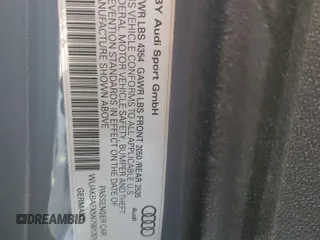 BY Audi Sport GmbH
GVWR LBS 4354 GAWR LBS FRONT 2050 REAR 2635
THIS VEHICLE CONFORMS TO ALL APPLICABLE U.S.
FEDERAL MOTOR VEHICLE SAFETY, BUMPER AND THEFT
PREVENTION STANDARDS IN EFFECT ON THE DATE OF
MANUFACTURE SHOWN ABOVE
PASSENGER CAR
GERMANY
Audi
DREAMBID